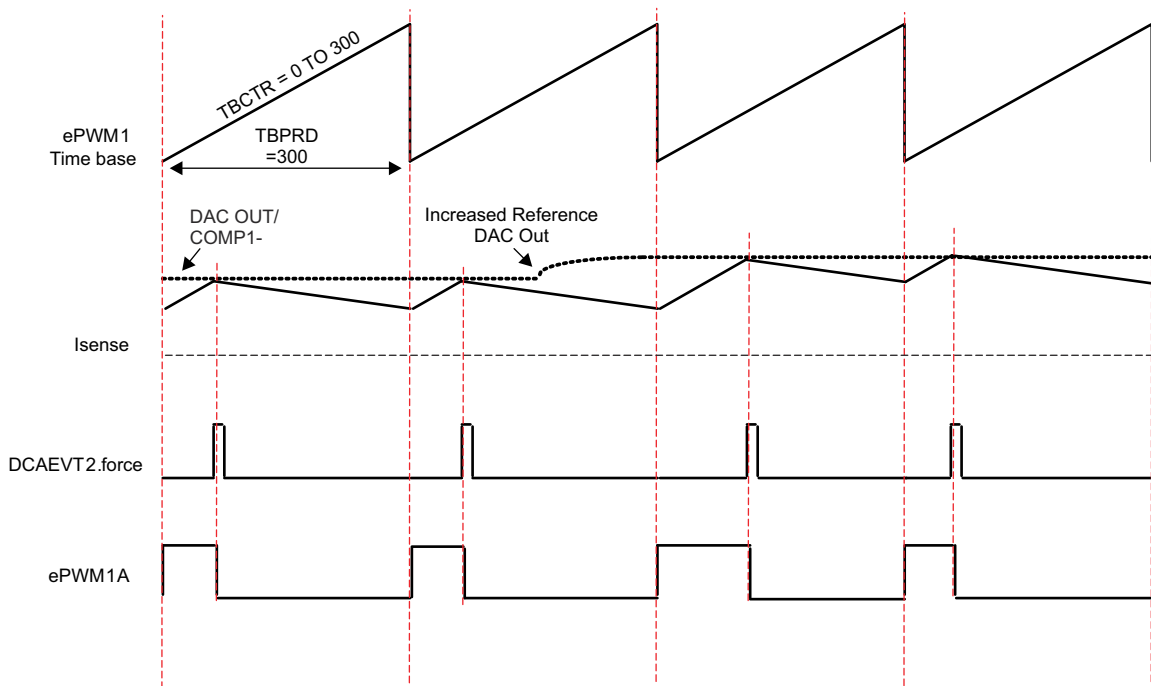 TBCTR = 0 TO 300
ePWM1
Time base
TBPRD
=300
DAC OUT/
COMP1-
Increased Reference
DAC Out
Isense
DCAEVT2.force
ePWM1A